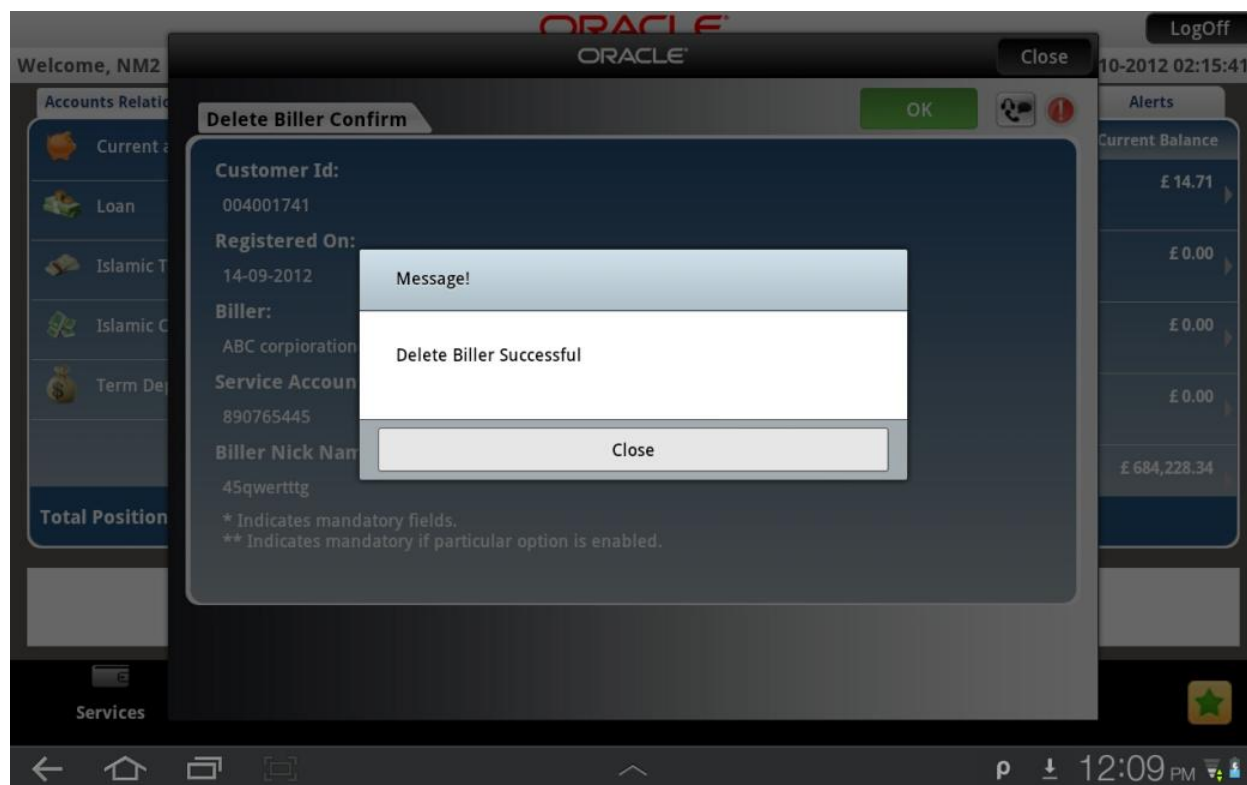 ORACLE
LogOff
ORACLE
Close
Welcome, NM2
10-2012 02:15:41
Accounts Relatio
Delete Biller Confirm
OK
Alerts
Current a
Current Balance
Customer Id:
004001741
£ 14.71
Loan
Registered On:
14-09-2012
Islamic T
£ 0.00
Message!
Biller:
Islamic C
ABC corpioration
£ 0.00
Delete Biller Successful
Service Accoun
Term Dep
890765445
£ 0.00
Biller Nick Nam
Close
45qwertttg
£ 684,228.34
Total Position
* Indicates mandatory fields.
** Indicates mandatory if particular option is enabled.
Services
12:09 PM